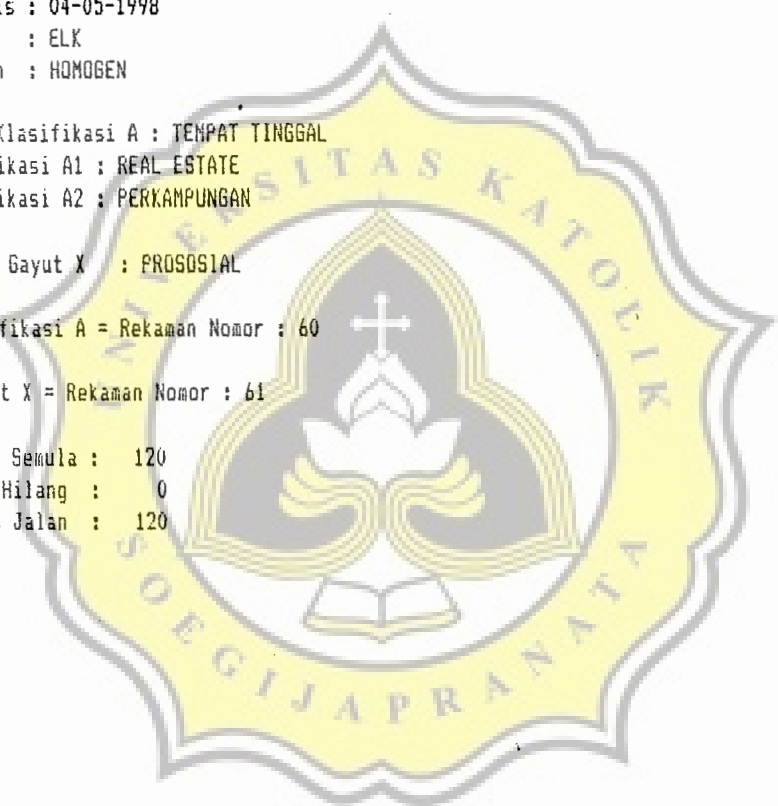 s : 04-05-1998
: ELK
: HOMOGEN
Klasifikasi A : TEMPAT TINGGAL
ikasi A1 : REAL ESTATE
ikasi A2 : PERKAMPUNGAN
Gayut X : PROSOSIAL
fikasi A = Rekaman Nomor : 60
t X = Rekaman Nomor : 61
Semula : 120
Hilang : 0
Jalan : 120
UNIVERSITAS KATOLIK
SOEGIJAPRANATA